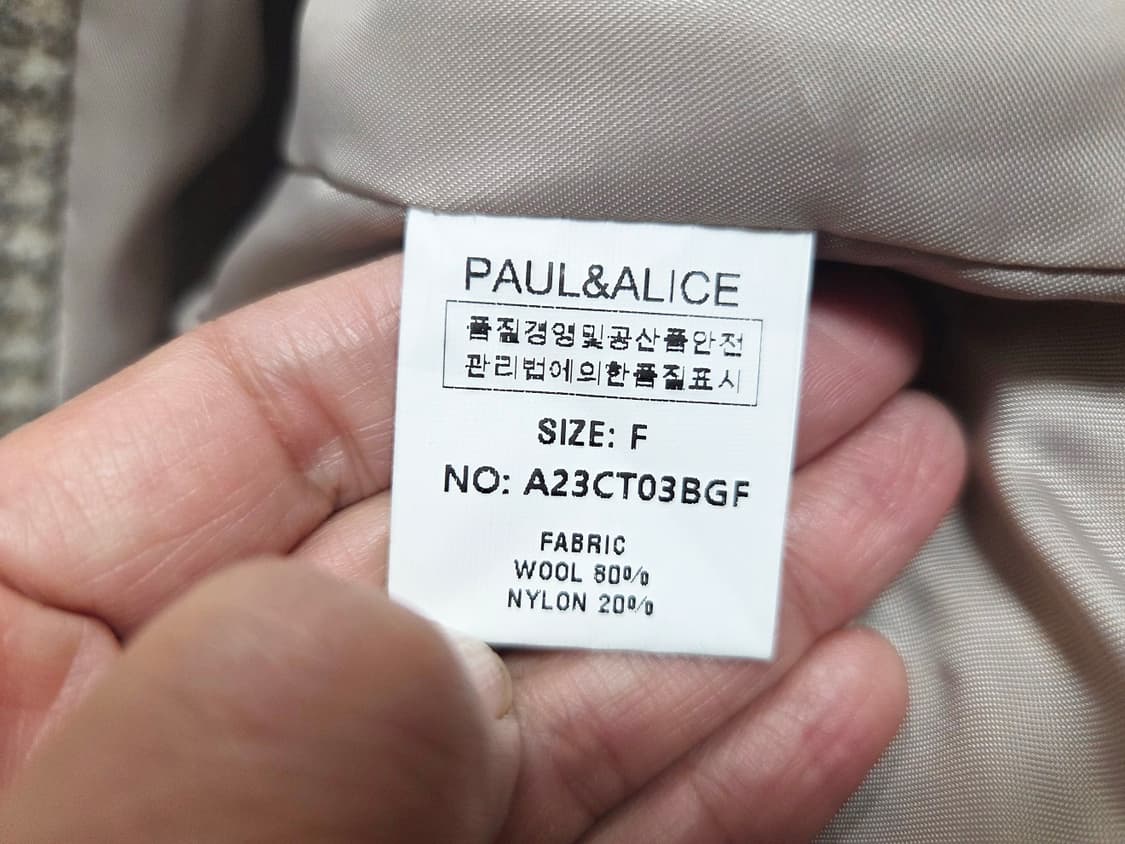 PAUL&ALICE
품질경영및공산품안전
관리법에의한품질표시
SIZE: F
NO: A23CT03BGF
FABRIC
WOOL 80%
NYLON 20%